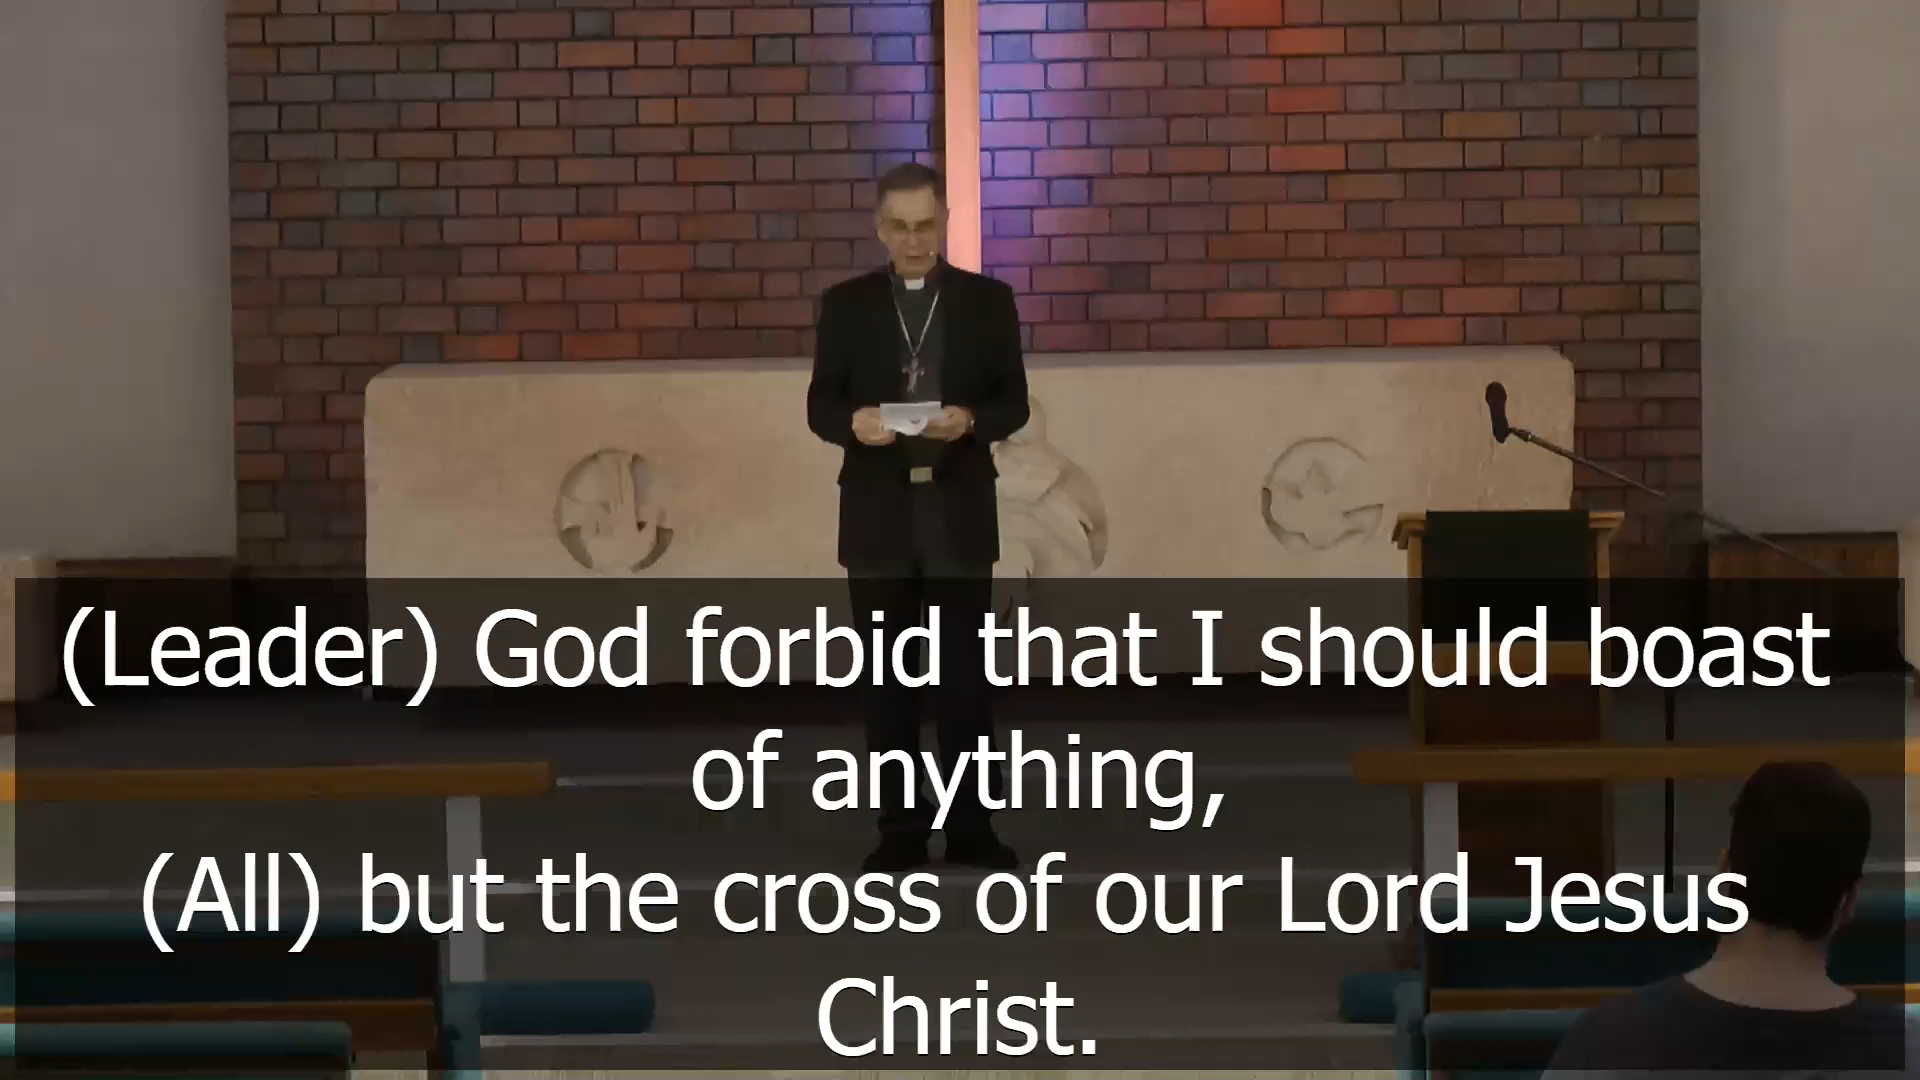 (Leader) God forbid that I should boast
of anything,
(All) but the cross of our Lord Jesus
Christ.